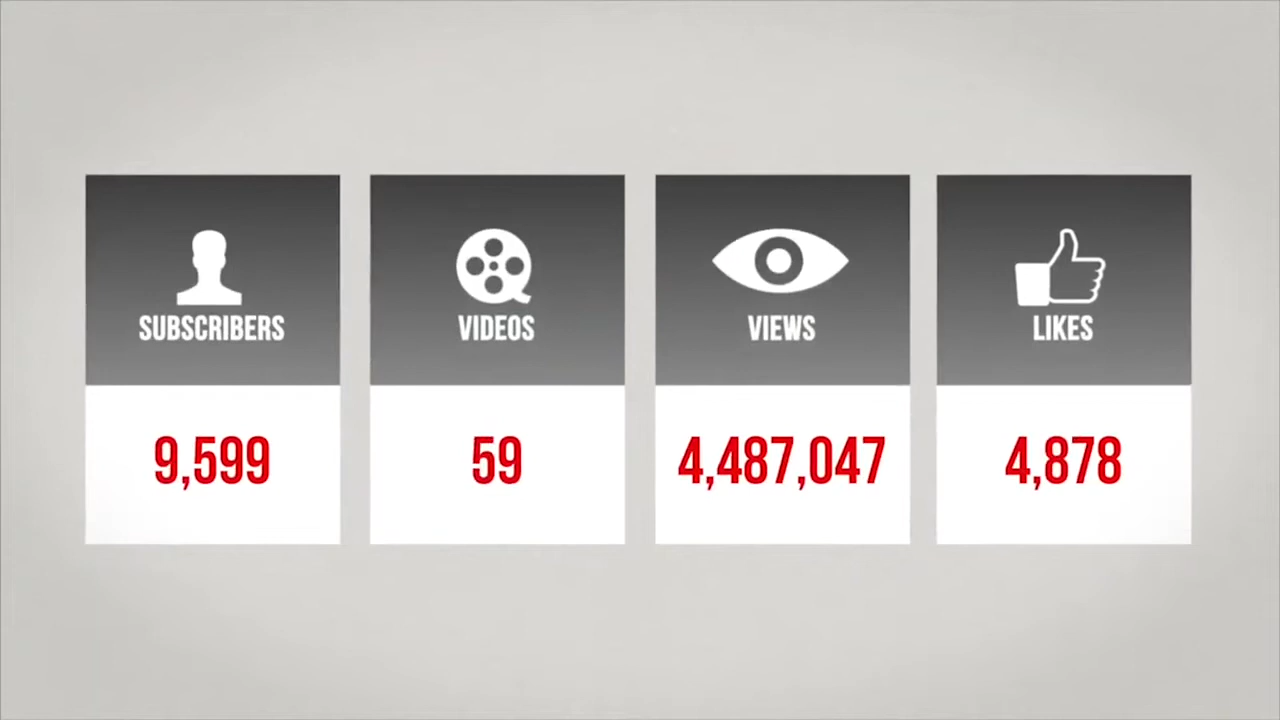 SUBSCRIBERS
VIDEOS
VIEWS
LIKES
9,599
59
4,487,047
4,878